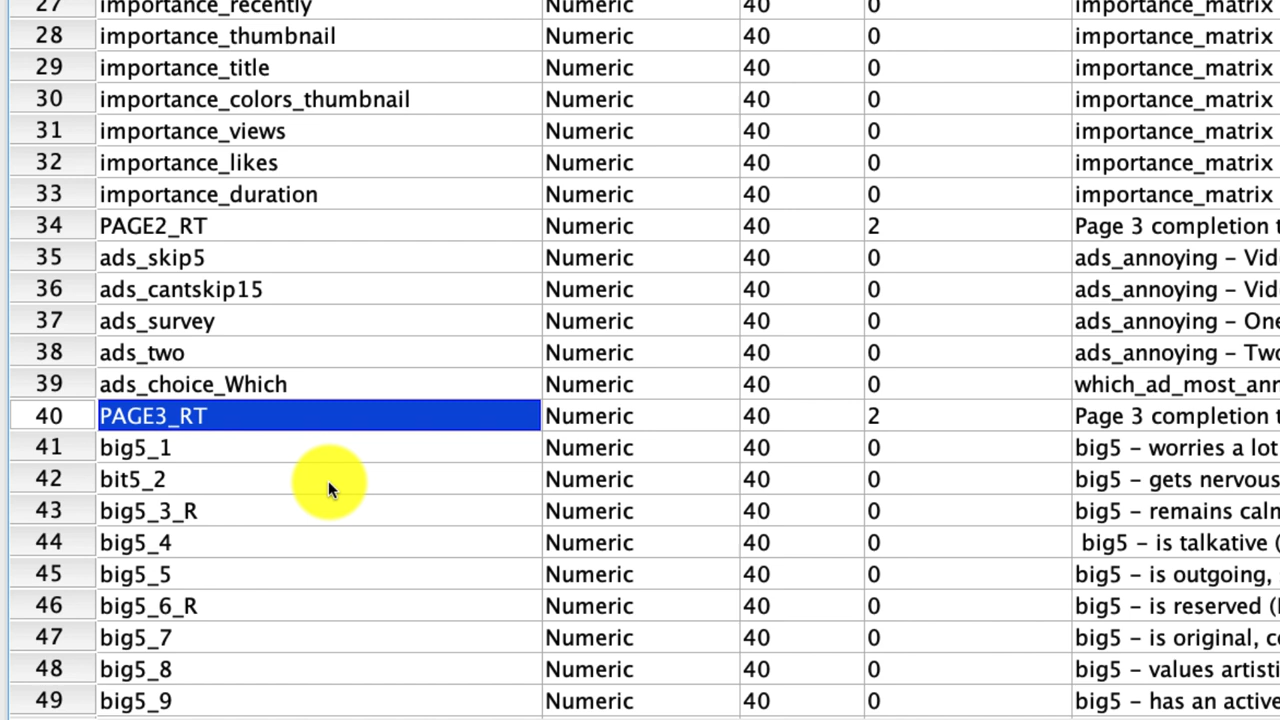 27 importance_recently Numeric 40 0 importance_matrix
28 importance_thumbnail Numeric 40 0 importance_matrix
29 importance_title Numeric 40 0 importance_matrix
30 importance_colors_thumbnail Numeric 40 0 importance_matrix
31 importance_views Numeric 40 0 importance_matrix
32 importance_likes Numeric 40 0 importance_matrix
33 importance_duration Numeric 40 0 importance_matrix
34 PAGE2_RT Numeric 40 2 Page 3 completion t
35 ads_skip5 Numeric 40 0 ads_annoying – Vid
36 ads_cantskip15 Numeric 40 0 ads_annoying – Vid
37 ads_survey Numeric 40 0 ads_annoying – One
38 ads_two Numeric 40 0 ads_annoying – Two
39 ads_choice_Which Numeric 40 0 which_ad_most_ann
40 PAGE3_RT Numeric 40 2 Page 3 completion t
41 big5_1 Numeric 40 0 big5 – worries a lot
42 bit5_2 Numeric 40 0 big5 – gets nervous
43 big5_3_R Numeric 40 0 big5 – remains calm
44 big5_4 Numeric 40 0 big5 – is talkative (
45 big5_5 Numeric 40 0 big5 – is outgoing,
46 big5_6_R Numeric 40 0 big5 – is reserved (
47 big5_7 Numeric 40 0 big5 – is original, c
48 big5_8 Numeric 40 0 big5 – values artisti
49 big5_9 Numeric 40 0 big5 – has an active